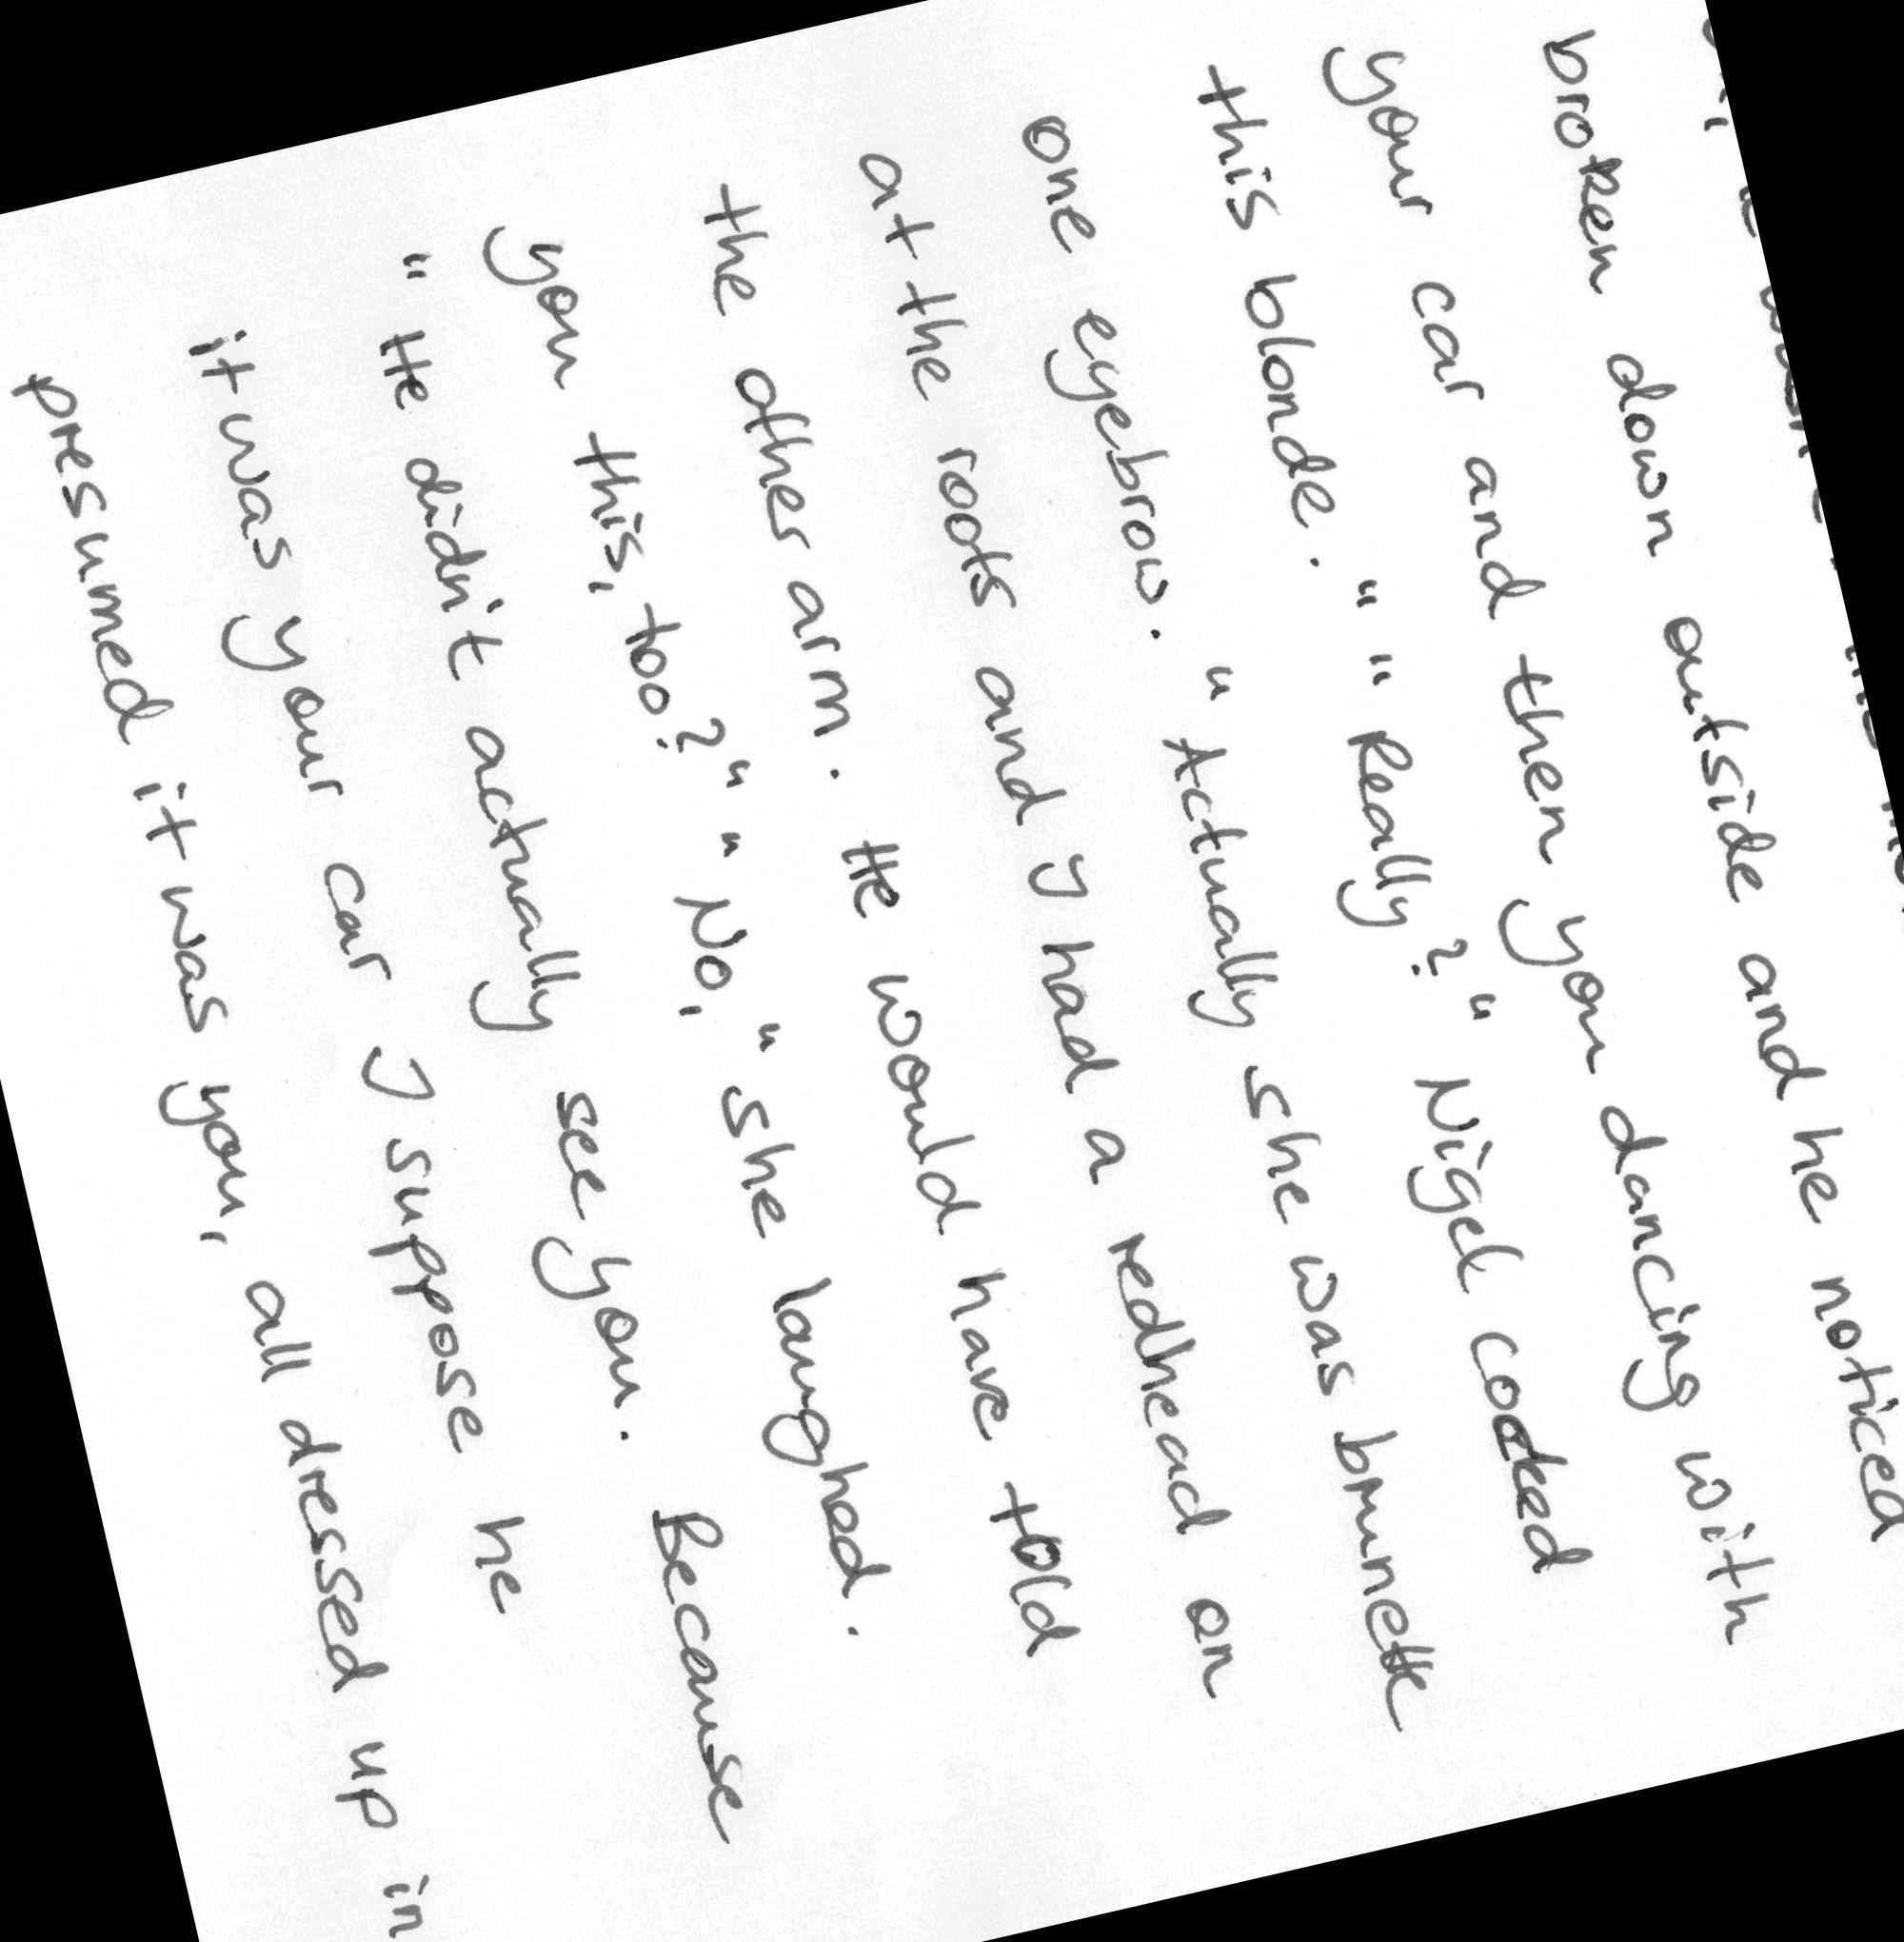 broken down outside and he noticed
your car and then you dancing with
this blonde. " " Really? " Nigel cocked
one eyebrow. " Actually she was brunette
at the roots and I had a redhead on
the other arm. He would have told
you this, too? " " No, " she laughed.
" He didn't actually see you. Because
it was your car I suppose he
presumed it was you, all dressed up in